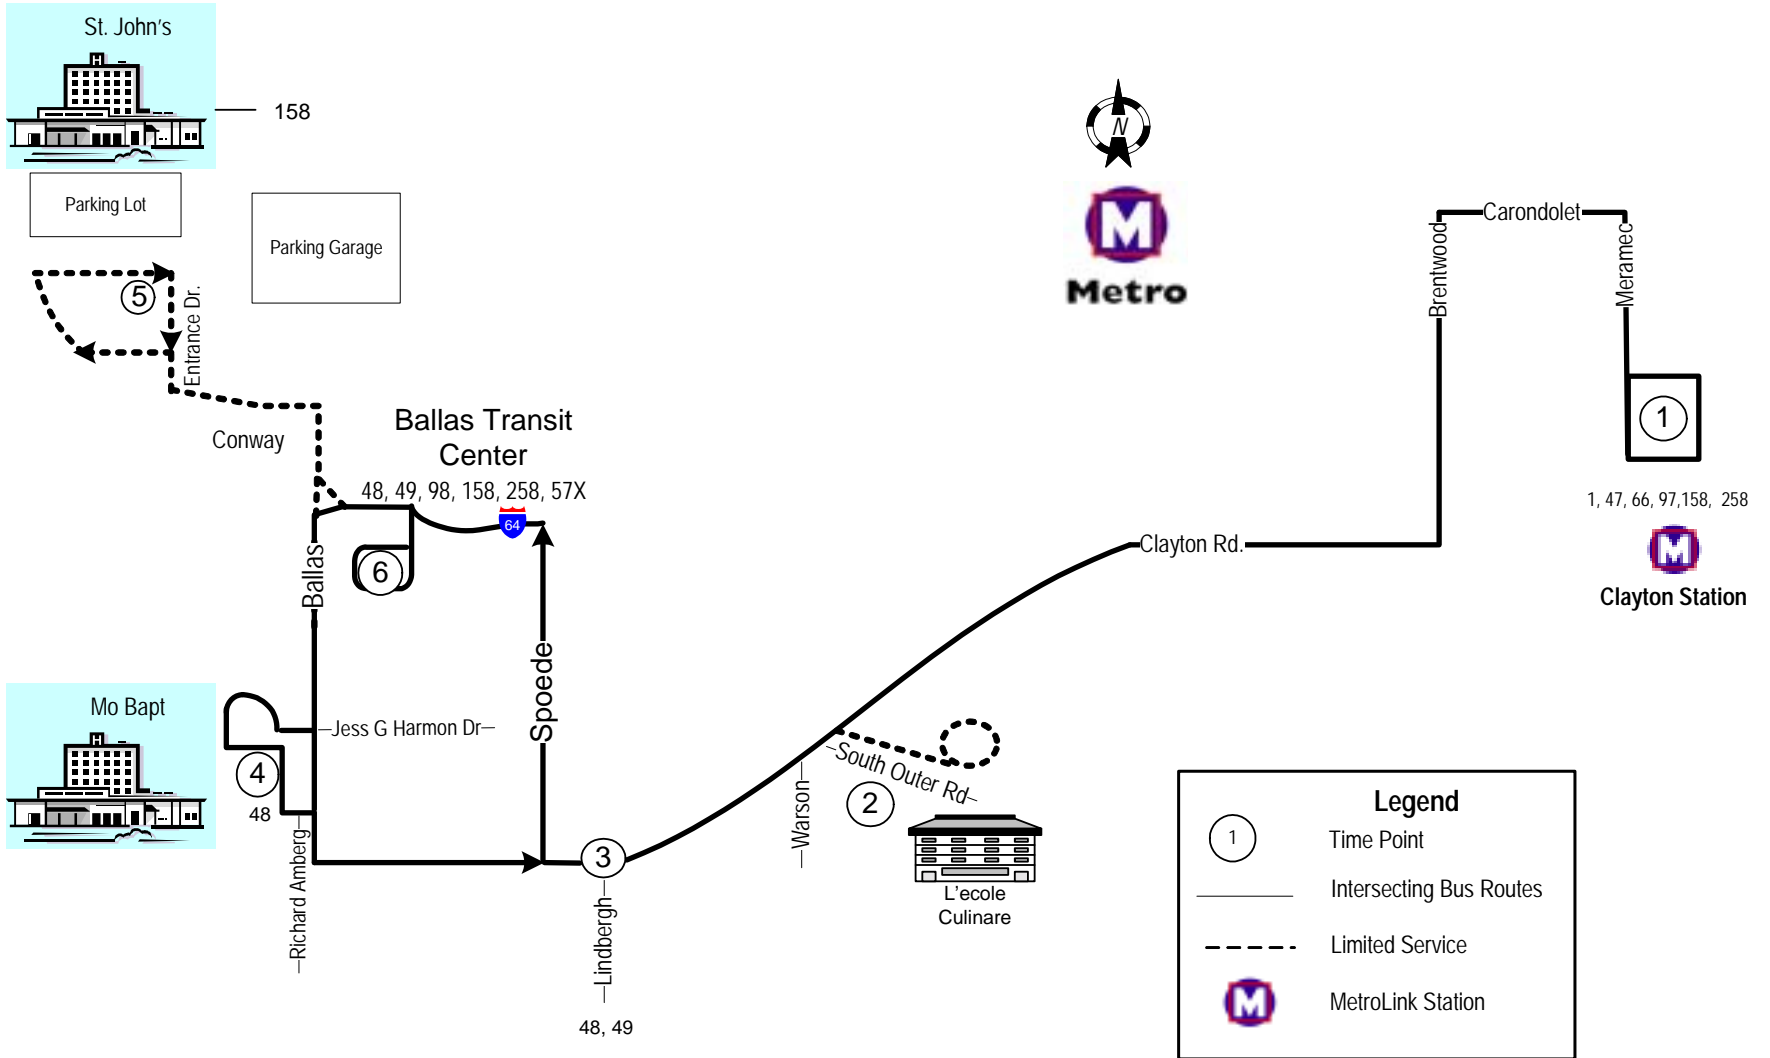 St. John's
158
Parking Lot
Parking Garage
N
M
Metro
Carondolet
Brentwood
Meramec
5
Entrance Dr.
1
Conway
Ballas Transit
Center
48, 49, 98, 158, 258, 57X
64
1, 47, 66, 97,158, 258
M
Clayton Station
Clayton Rd.
Ballas
6
Spoede
Mo Bapt
Jess G Harmon Dr
4
48
South Outer Rd
Warson
2
Richard Amberg
3
L'ecole
Culinare
Lindbergh
48, 49
Legend
1
Time Point
Intersecting Bus Routes
Limited Service
M
MetroLink Station
H
H